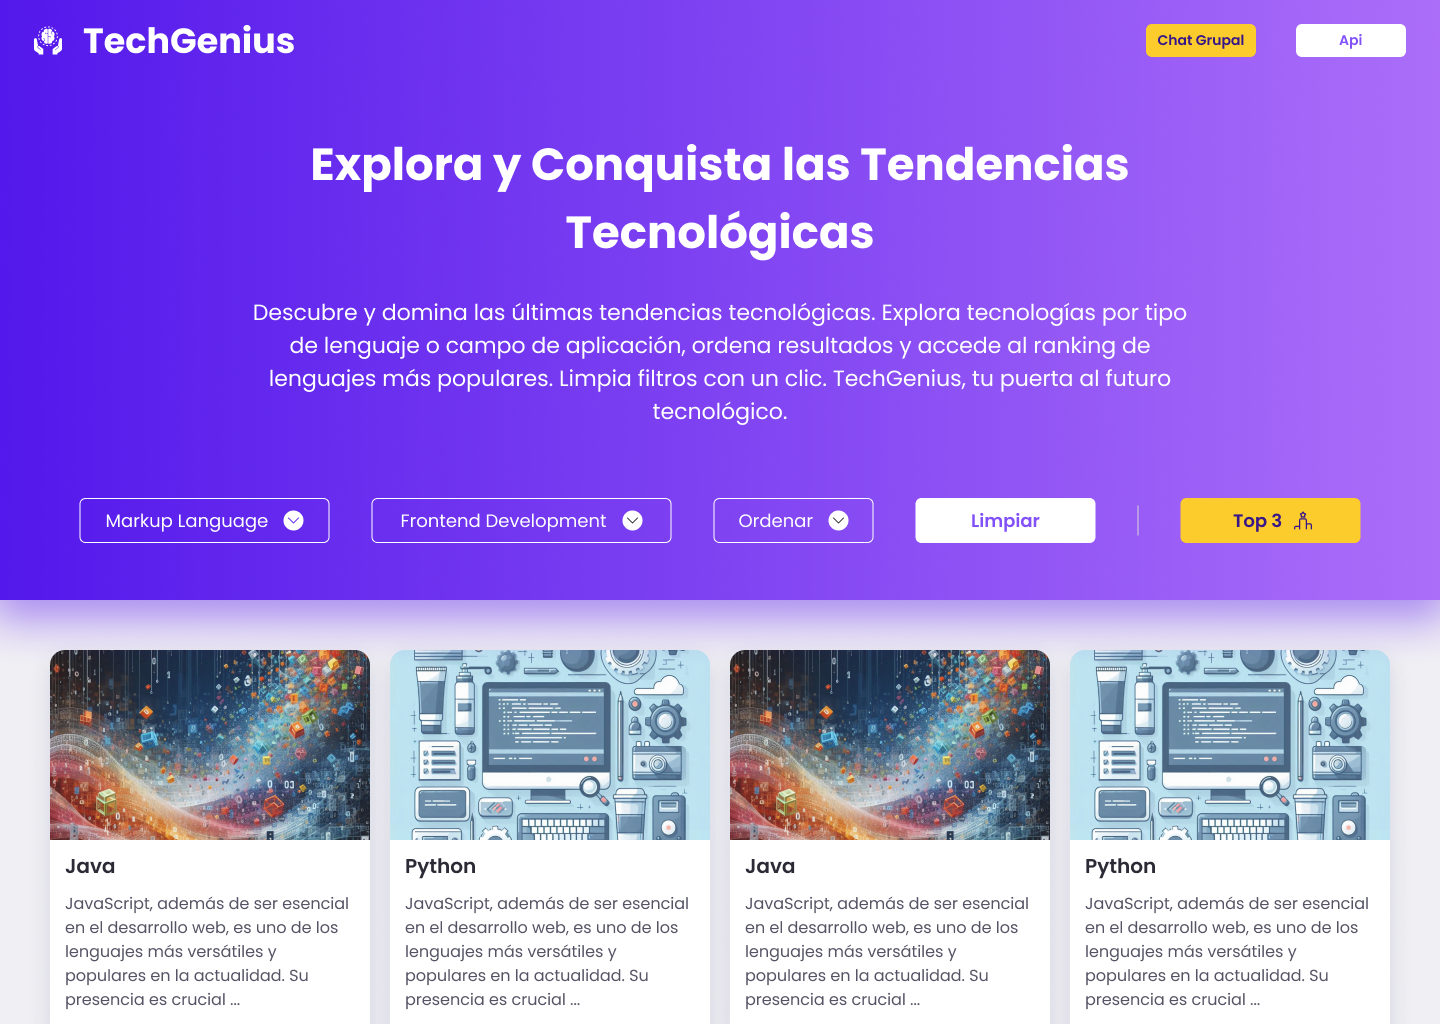 TechGenius
Chat Grupal
Api
Explora y Conquista las Tendencias
Tecnológicas
Descubre y domina las últimas tendencias tecnológicas. Explora tecnologías por tipo
de lenguaje o campo de aplicación, ordena resultados y accede al ranking de
lenguajes más populares. Limpia filtros con un clic. TechGenius, tu puerta al futuro
tecnológico.
Markup Language
Frontend Development
Ordenar
Limpiar
Top 3
Java
JavaScript, además de ser esencial
en el desarrollo web, es uno de los
lenguajes más versátiles y
populares en la actualidad. Su
presencia es crucial ...
Python
JavaScript, además de ser esencial
en el desarrollo web, es uno de los
lenguajes más versátiles y
populares en la actualidad. Su
presencia es crucial ...
Java
JavaScript, además de ser esencial
en el desarrollo web, es uno de los
lenguajes más versátiles y
populares en la actualidad. Su
presencia es crucial ...
Python
JavaScript, además de ser esencial
en el desarrollo web, es uno de los
lenguajes más versátiles y
populares en la actualidad. Su
presencia es crucial ...